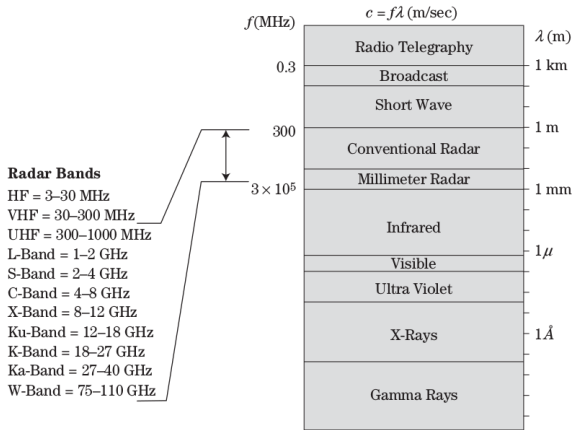 c = fλ (m/sec)
f (MHz)
λ (m)
Radio Telegraphy
0.3
1 km
Broadcast
Short Wave
300
1 m
Conventional Radar
Millimeter Radar
3 × 10⁵
1 mm
Infrared
1μ
Visible
Ultra Violet
X-Rays
1Å
Gamma Rays
Radar Bands
HF = 3–30 MHz
VHF = 30–300 MHz
UHF = 300–1000 MHz
L-Band = 1–2 GHz
S-Band = 2–4 GHz
C-Band = 4–8 GHz
X-Band = 8–12 GHz
Ku-Band = 12–18 GHz
K-Band = 18–27 GHz
Ka-Band = 27–40 GHz
W-Band = 75–110 GHz